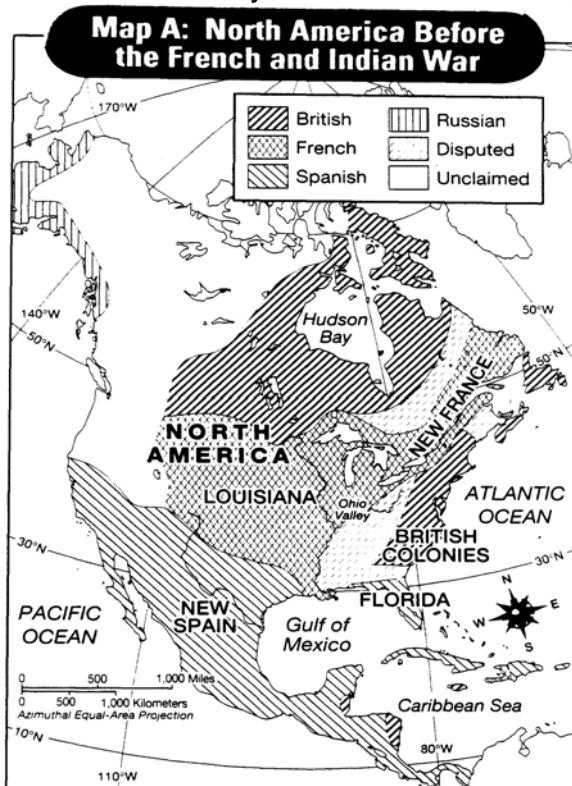 Map A: North America Before
the French and Indian War
British
French
Spanish
Russian
Disputed
Unclaimed
170°W
140°W
50°N
50°W
50°N
Hudson
Bay
NEW FRANCE
NORTH
AMERICA
LOUISIANA
Ohio
Valley
ATLANTIC
OCEAN
BRITISH
COLONIES
30°N
30°N
FLORIDA
N
W
E
S
PACIFIC
OCEAN
NEW
SPAIN
Gulf of
Mexico
0 500 1,000 Miles
0 500 1,000 Kilometers
Azimuthal Equal-Area Projection
Caribbean Sea
10°N
110°W
80°W